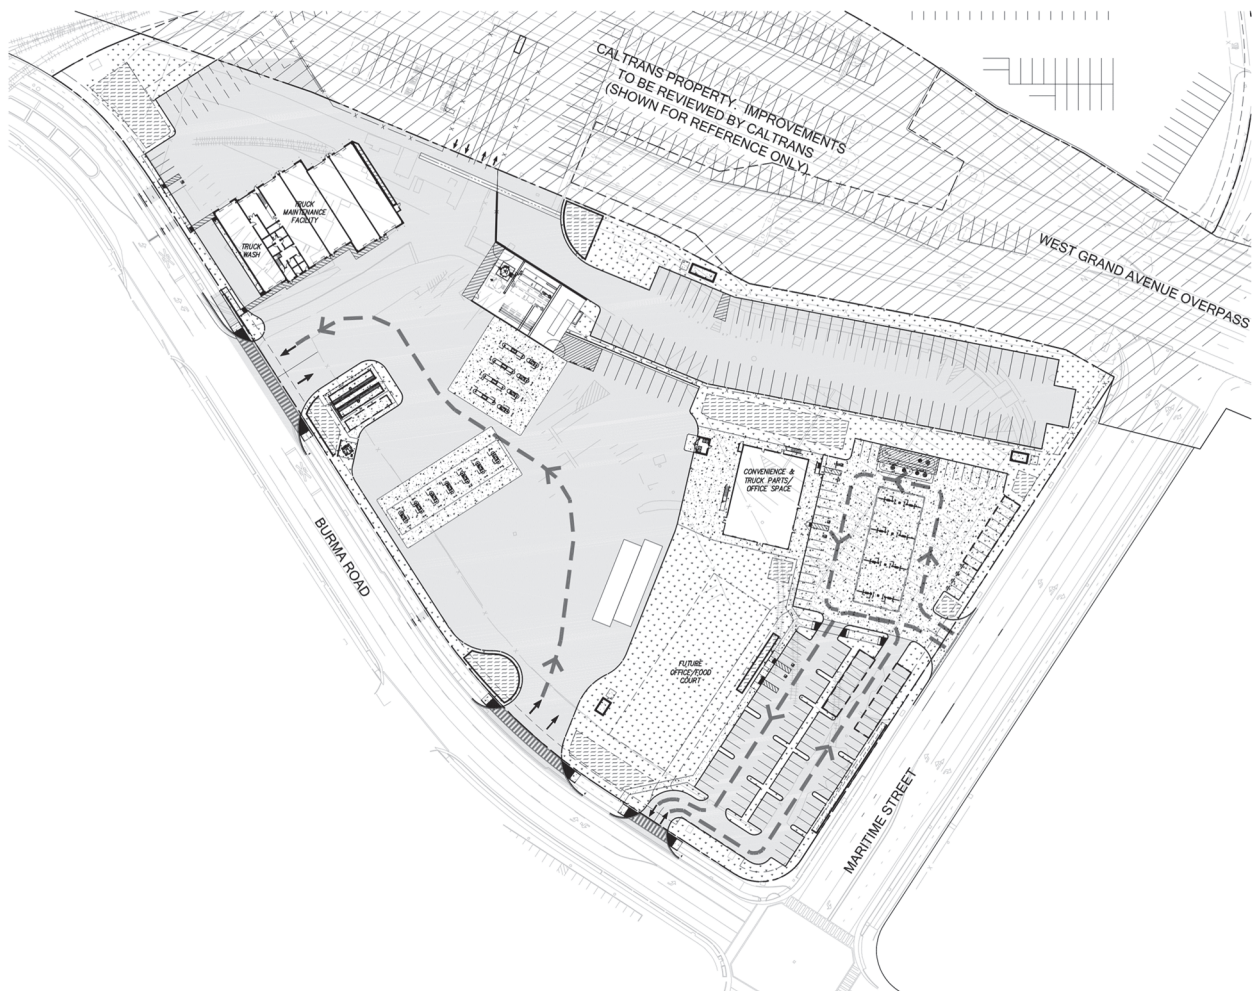 CALTRANS PROPERTY - IMPROVEMENTS
TO BE REVIEWED BY CALTRANS
(SHOWN FOR REFERENCE ONLY)
TRUCK
MAINTENANCE
FACILITY
TRUCK
WASH
WEST GRAND AVENUE OVERPASS
CONVENIENCE &
TRUCK PARTS/
OFFICE SPACE
BURMA ROAD
FUTURE
OFFICE/FOOD
COURT
MARITIME STREET